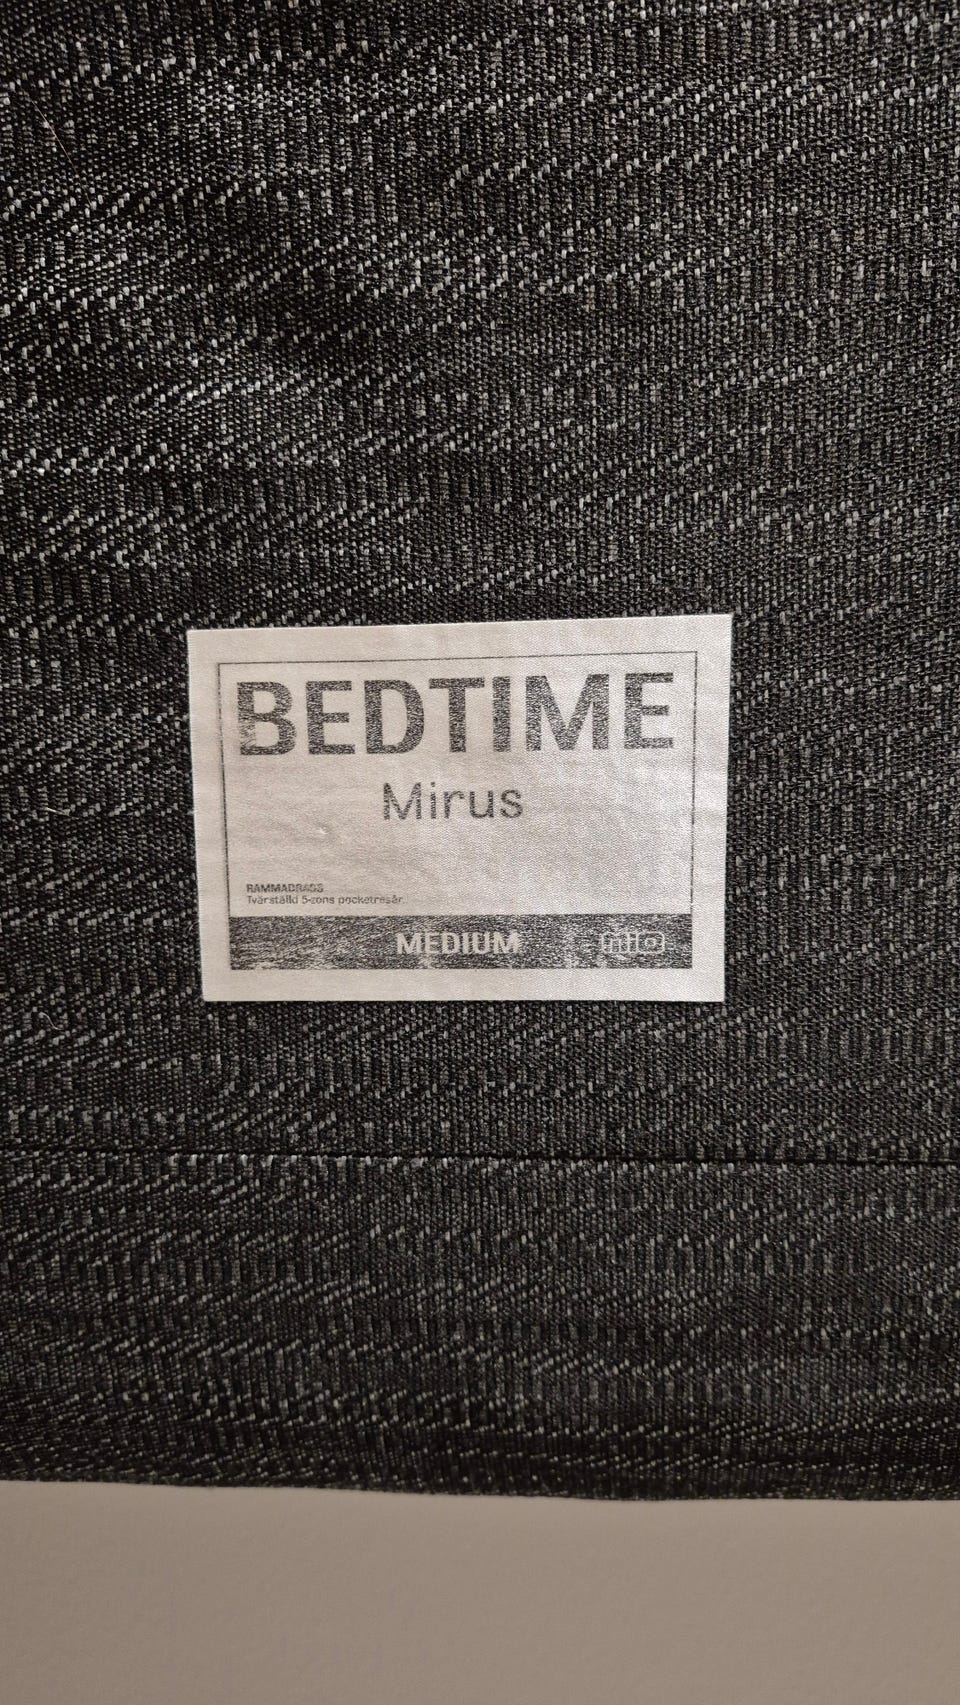 BEDTIME
Mirus
RAMMADRASS
Tvärställd 5-zons pocketresår.
MEDIUM